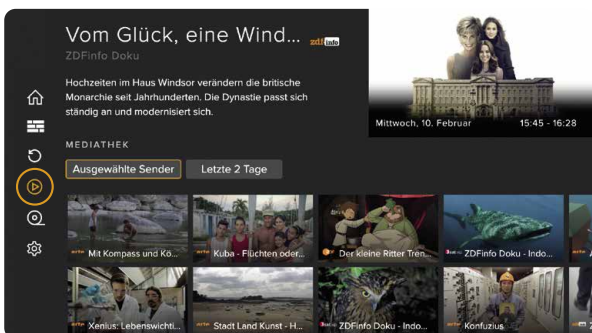 Vom Glück, eine Wind...
zdf info
ZDFinfo Doku
Hochzeiten im Haus Windsor verändern die britische
Monarchie seit Jahrhunderten. Die Dynastie passt sich
ständig an und modernisiert sich.
Mittwoch, 10. Februar 15:45 - 16:28
MEDIATHEK
Ausgewählte Sender Letzte 2 Tage
arte Mit Kompass und Kö...
arte Kuba - Flüchten oder...
Der kleine Ritter Tren...
ZDFinfo Doku - Indo...
arte
arte Xenius: Lebenswichti...
arte Stadt Land Kunst - H...
ZDFinfo Doku - Indo...
arte Konfuzius